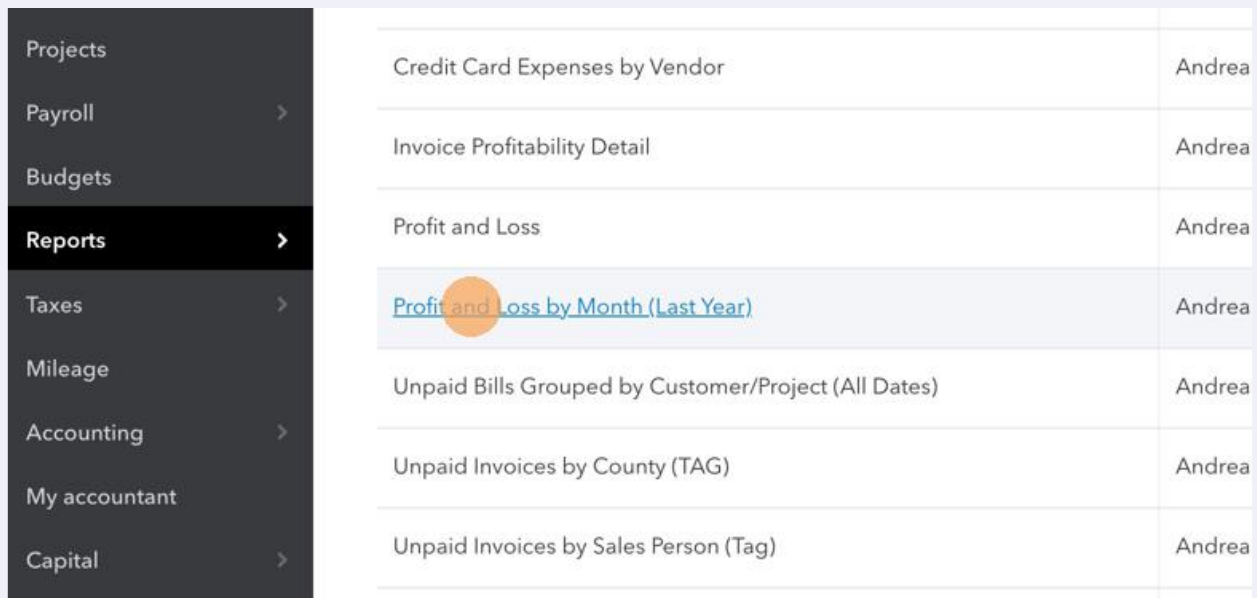 Projects
Payroll
Budgets
Reports
Taxes
Mileage
Accounting
My accountant
Capital
Credit Card Expenses by Vendor Andrea
Invoice Profitability Detail Andrea
Profit and Loss Andrea
Profit and Loss by Month (Last Year) Andrea
Unpaid Bills Grouped by Customer/Project (All Dates) Andrea
Unpaid Invoices by County (TAG) Andrea
Unpaid Invoices by Sales Person (Tag) Andrea